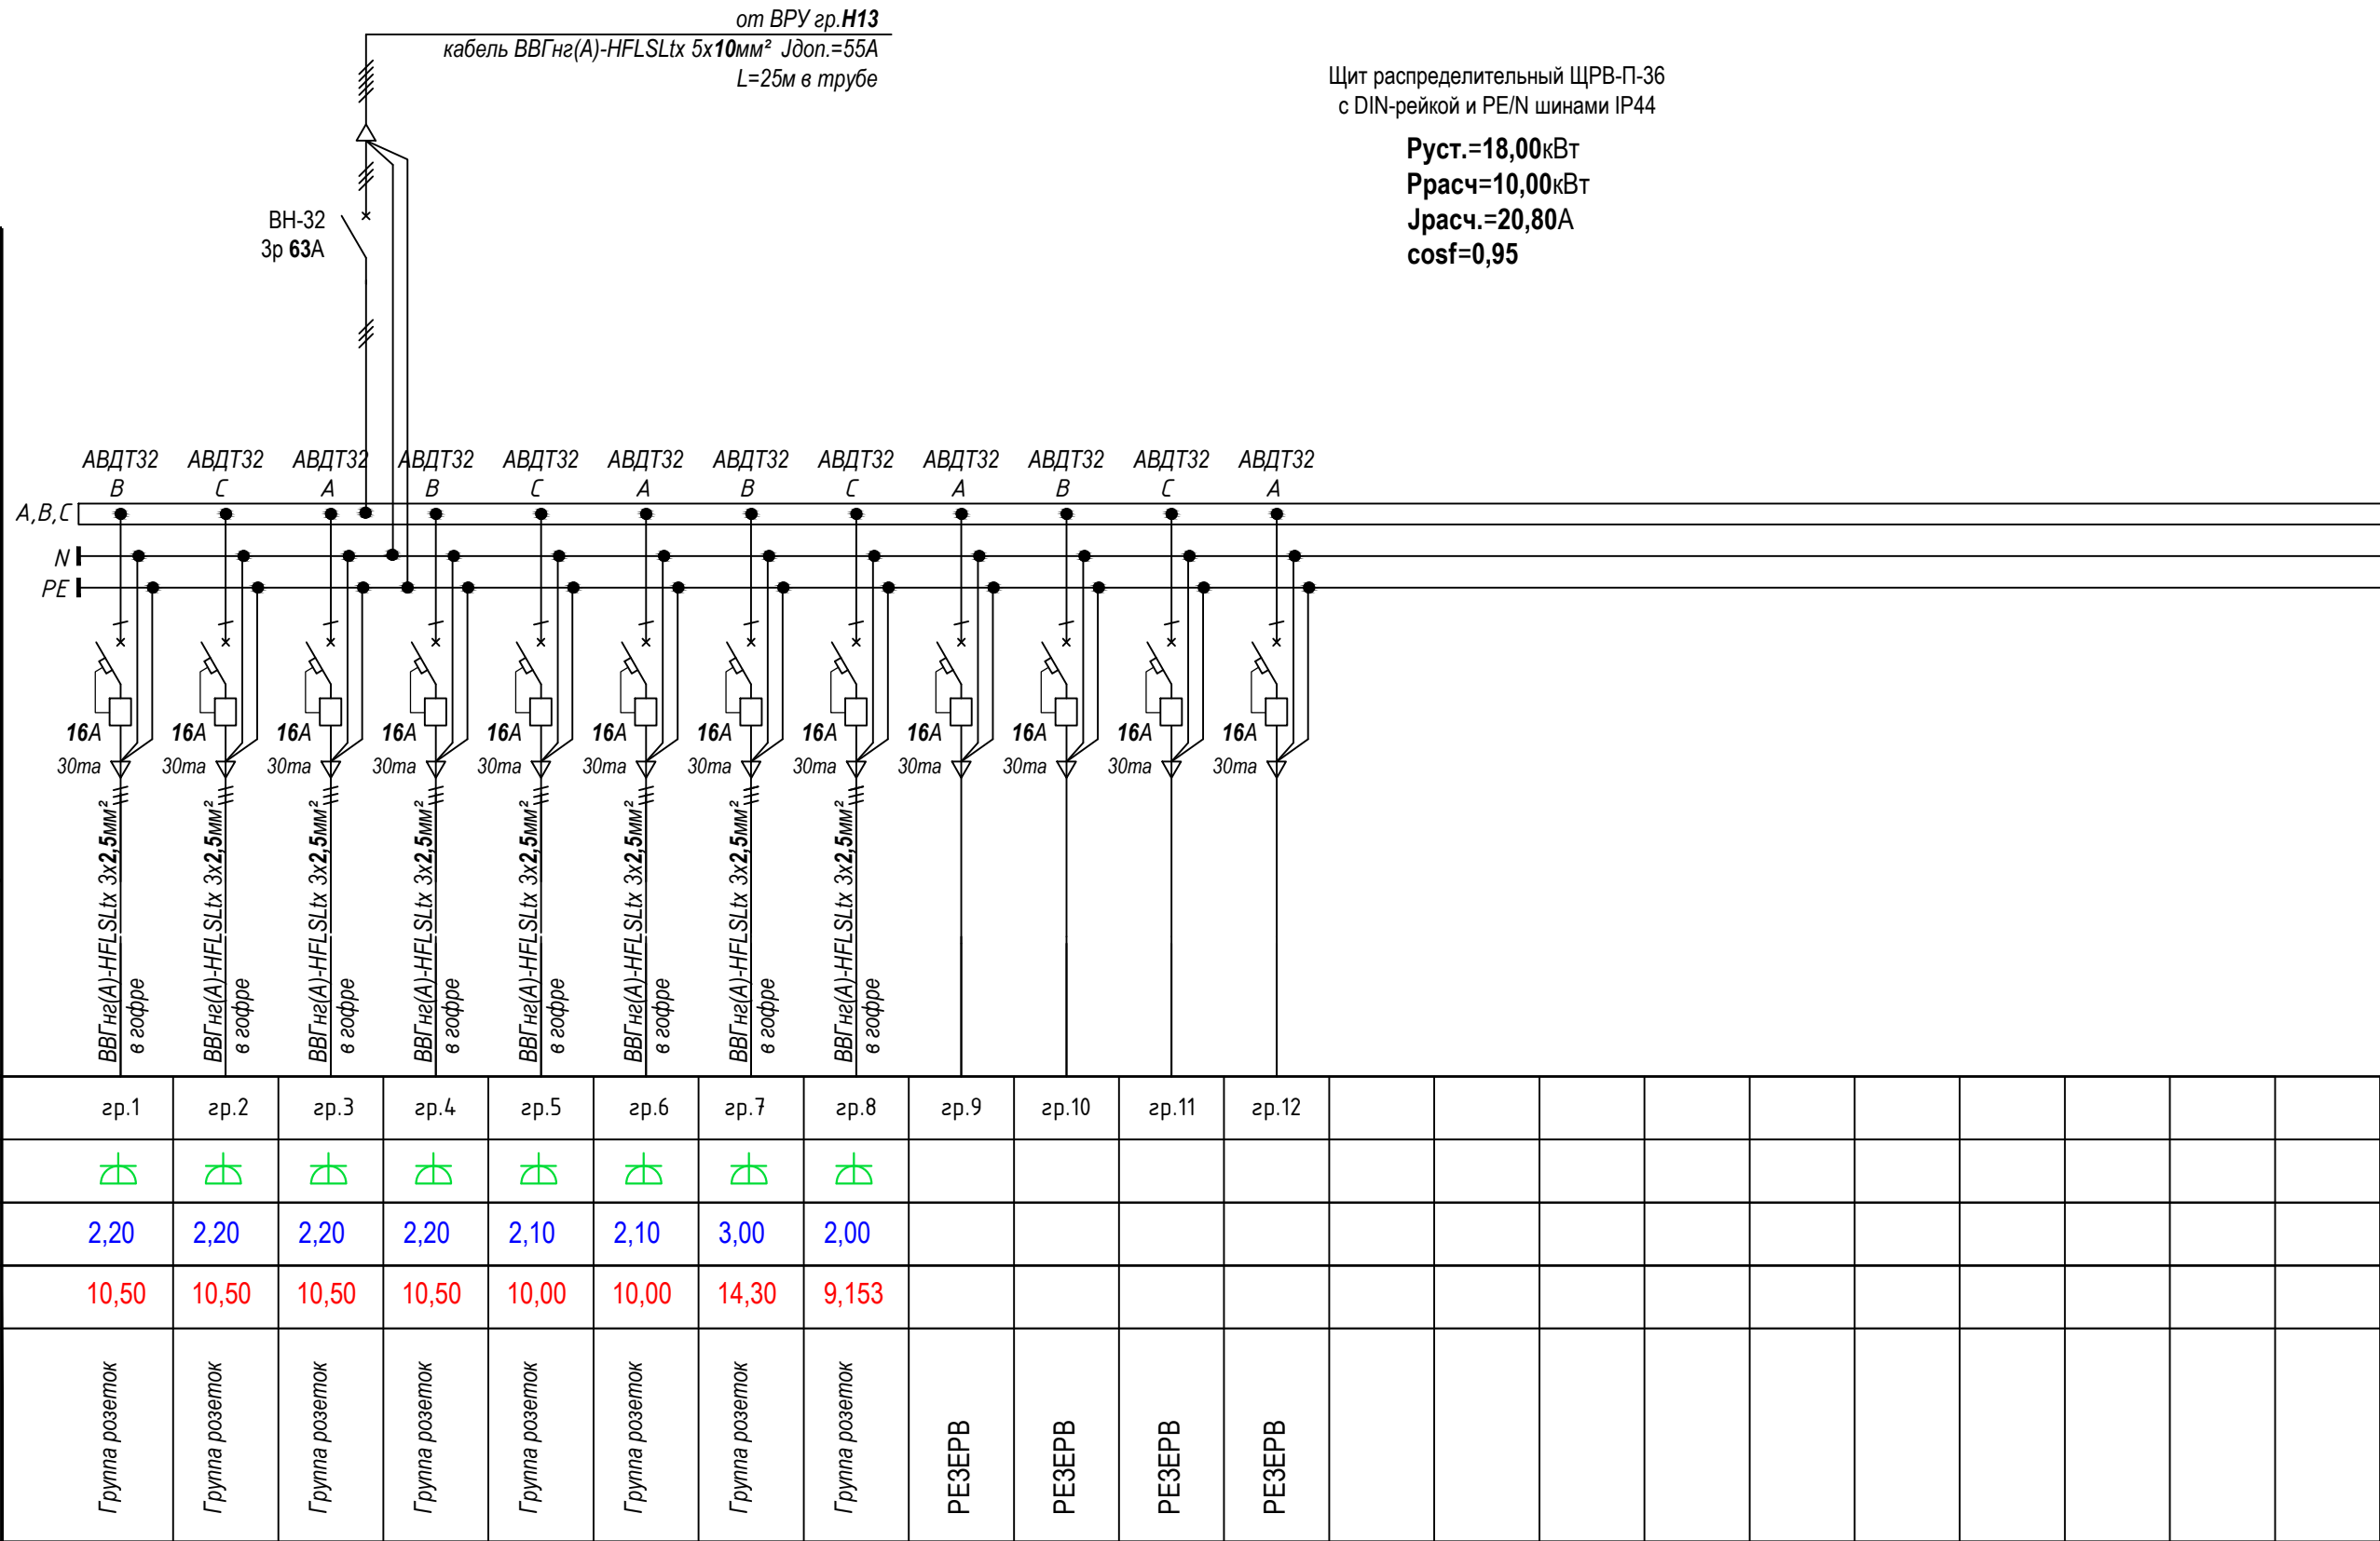 от ВРУ гр.Н13
кабель ВВГнг(А)-HFLSLtx 5х10мм² Jдоп.=55А
L=25м в трубе
Щит распределительный ЩРВ-П-36
с DIN-рейкой и PE/N шинами IP44
Руст.=18,00кВт
Ррасч=10,00кВт
Jрасч.=20,80А
cosf=0,95
ВН-32
3р 63А
АВДТ32 АВДТ32 АВДТ32 АВДТ32 АВДТ32 АВДТ32 АВДТ32 АВДТ32 АВДТ32 АВДТ32 АВДТ32 АВДТ32
B C A B C A B C A B C A
A,B,C
N
PE
16А 16А 16А 16А 16А 16А 16А 16А 16А 16А 16А 16А
30ma 30ma 30ma 30ma 30ma 30ma 30ma 30ma 30ma 30ma 30ma 30ma
ВВГнг(А)-HFLSLtx 3х2,5мм²
в гофре
ВВГнг(А)-HFLSLtx 3х2,5мм²
в гофре
ВВГнг(А)-HFLSLtx 3х2,5мм²
в гофре
ВВГнг(А)-HFLSLtx 3х2,5мм²
в гофре
ВВГнг(А)-HFLSLtx 3х2,5мм²
в гофре
ВВГнг(А)-HFLSLtx 3х2,5мм²
в гофре
ВВГнг(А)-HFLSLtx 3х2,5мм²
в гофре
ВВГнг(А)-HFLSLtx 3х2,5мм²
в гофре
гр.1 гр.2 гр.3 гр.4 гр.5 гр.6 гр.7 гр.8 гр.9 гр.10 гр.11 гр.12
2,20 2,20 2,20 2,20 2,10 2,10 3,00 2,00
10,50 10,50 10,50 10,50 10,00 10,00 14,30 9,153
Группа розеток
Группа розеток
Группа розеток
Группа розеток
Группа розеток
Группа розеток
Группа розеток
Группа розеток
РЕЗЕРВ
РЕЗЕРВ
РЕЗЕРВ
РЕЗЕРВ